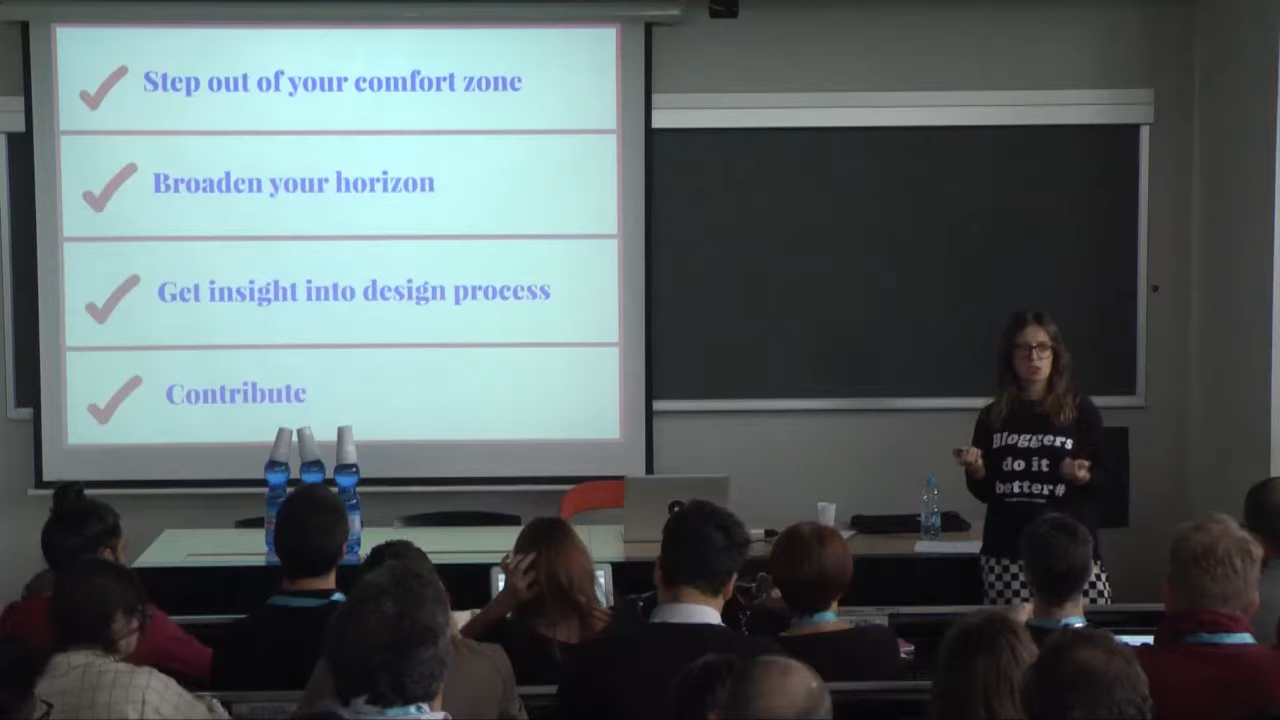 Step out of your comfort zone
Broaden your horizon
Get insight into design process
Contribute
Bloggers
do it
better#